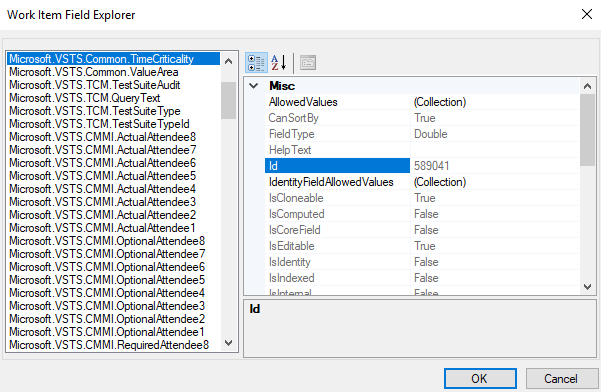 Work Item Field Explorer
Microsoft.VSTS.Common.TimeCriticality
Microsoft.VSTS.Common.ValueArea
Microsoft.VSTS.TCM.TestSuiteAudit
Microsoft.VSTS.TCM.QueryText
Microsoft.VSTS.TCM.TestSuiteType
Microsoft.VSTS.TCM.TestSuiteTypeId
Microsoft.VSTS.CMMI.ActualAttendee8
Microsoft.VSTS.CMMI.ActualAttendee7
Microsoft.VSTS.CMMI.ActualAttendee6
Microsoft.VSTS.CMMI.ActualAttendee5
Microsoft.VSTS.CMMI.ActualAttendee4
Microsoft.VSTS.CMMI.ActualAttendee3
Microsoft.VSTS.CMMI.ActualAttendee2
Microsoft.VSTS.CMMI.ActualAttendee1
Microsoft.VSTS.CMMI.OptionalAttendee8
Microsoft.VSTS.CMMI.OptionalAttendee7
Microsoft.VSTS.CMMI.OptionalAttendee6
Microsoft.VSTS.CMMI.OptionalAttendee5
Microsoft.VSTS.CMMI.OptionalAttendee4
Microsoft.VSTS.CMMI.OptionalAttendee3
Microsoft.VSTS.CMMI.OptionalAttendee2
Microsoft.VSTS.CMMI.OptionalAttendee1
Microsoft.VSTS.CMMI.RequiredAttendee8
Misc
AllowedValues (Collection)
CanSortBy True
FieldType Double
HelpText
Id 589041
IdentityFieldAllowedValues (Collection)
IsCloneable True
IsComputed False
IsCoreField False
IsEditable True
IsIdentity False
IsIndexed False
IsInternal False
Id
OK Cancel